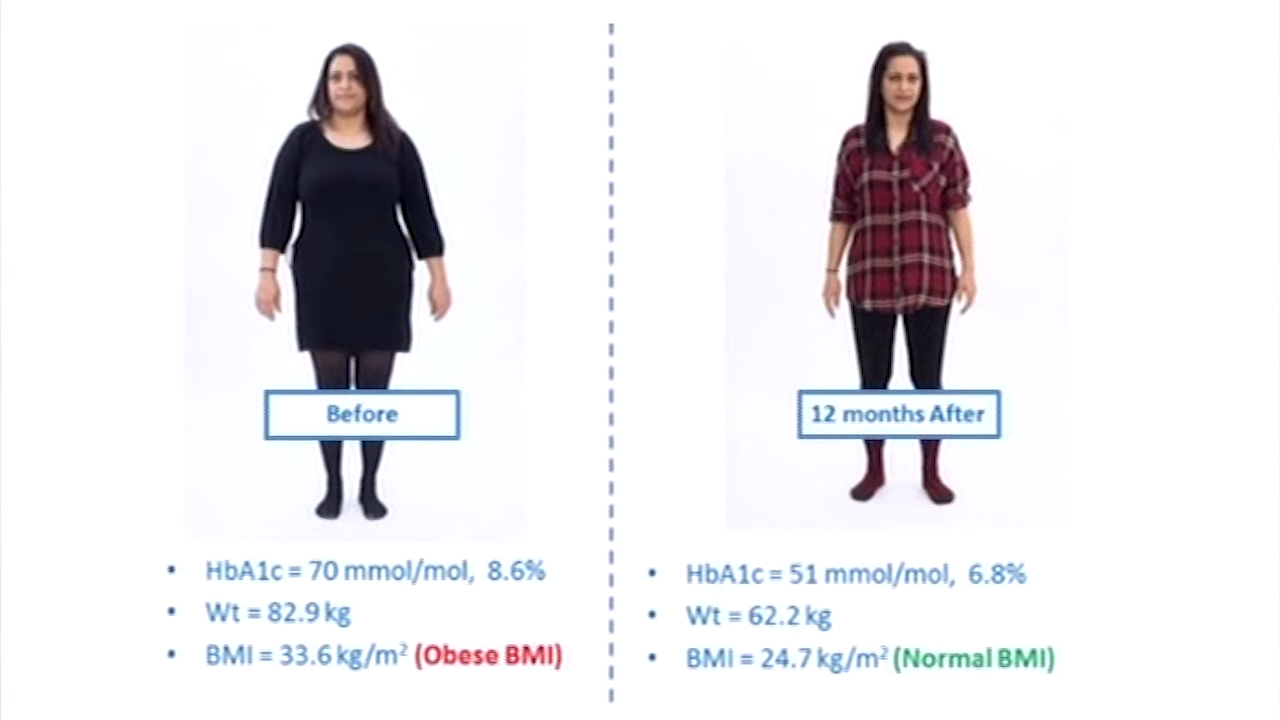 Before
• HbA1c = 70 mmol/mol, 8.6%
• Wt = 82.9 kg
• BMI = 33.6 kg/m² (Obese BMI)
12 months After
• HbA1c = 51 mmol/mol, 6.8%
• Wt = 62.2 kg
• BMI = 24.7 kg/m² (Normal BMI)